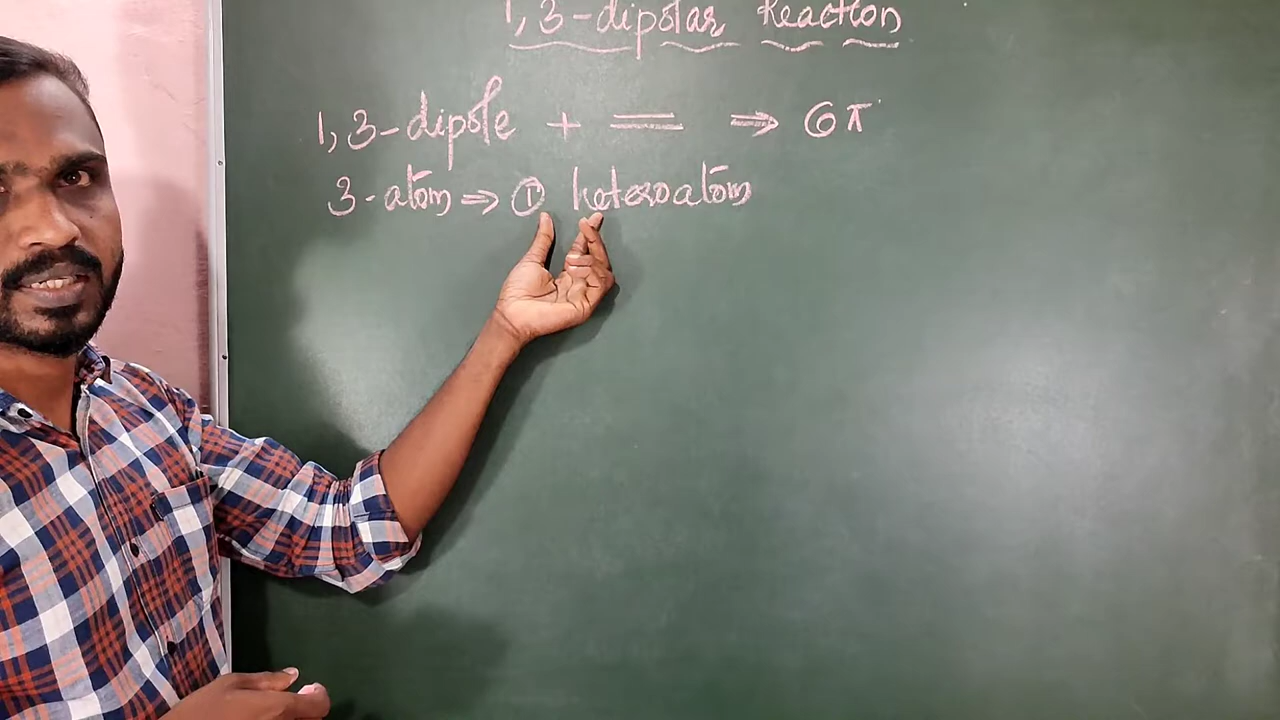 1,3-dipolar Reaction
1,3-dipole + = ⇒ 6π
3-atom ⇒ ① heteroatom